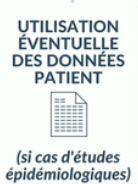 UTILISATION
ÉVENTUELLE
DES DONNÉES
PATIENT
(si cas d'études
épidémiologiques)